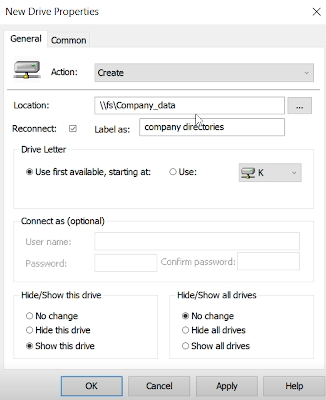 New Drive Properties
General
Common
Action: Create
Location: \\fs\Company_data ...
Reconnect: Label as: company directories
Drive Letter
Use first available, starting at: Use: K
Connect as (optional)
User name:
Password: Confirm password:
Hide/Show this drive
No change
Hide this drive
Show this drive
Hide/Show all drives
No change
Hide all drives
Show all drives
OK Cancel Apply Help